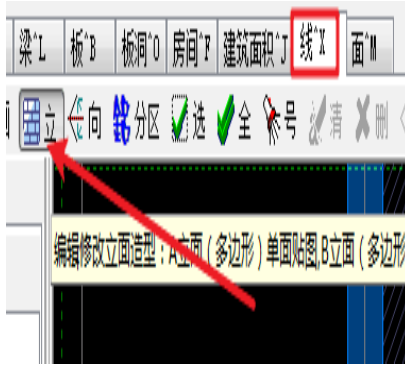 梁^L 板^B 板洞^O 房间^F 建筑面积^J 线^X 面^M
立 向 分区 选 全 号 清 删
编辑修改立面造型：A立面（多边形）单面贴图,B立面（多边形